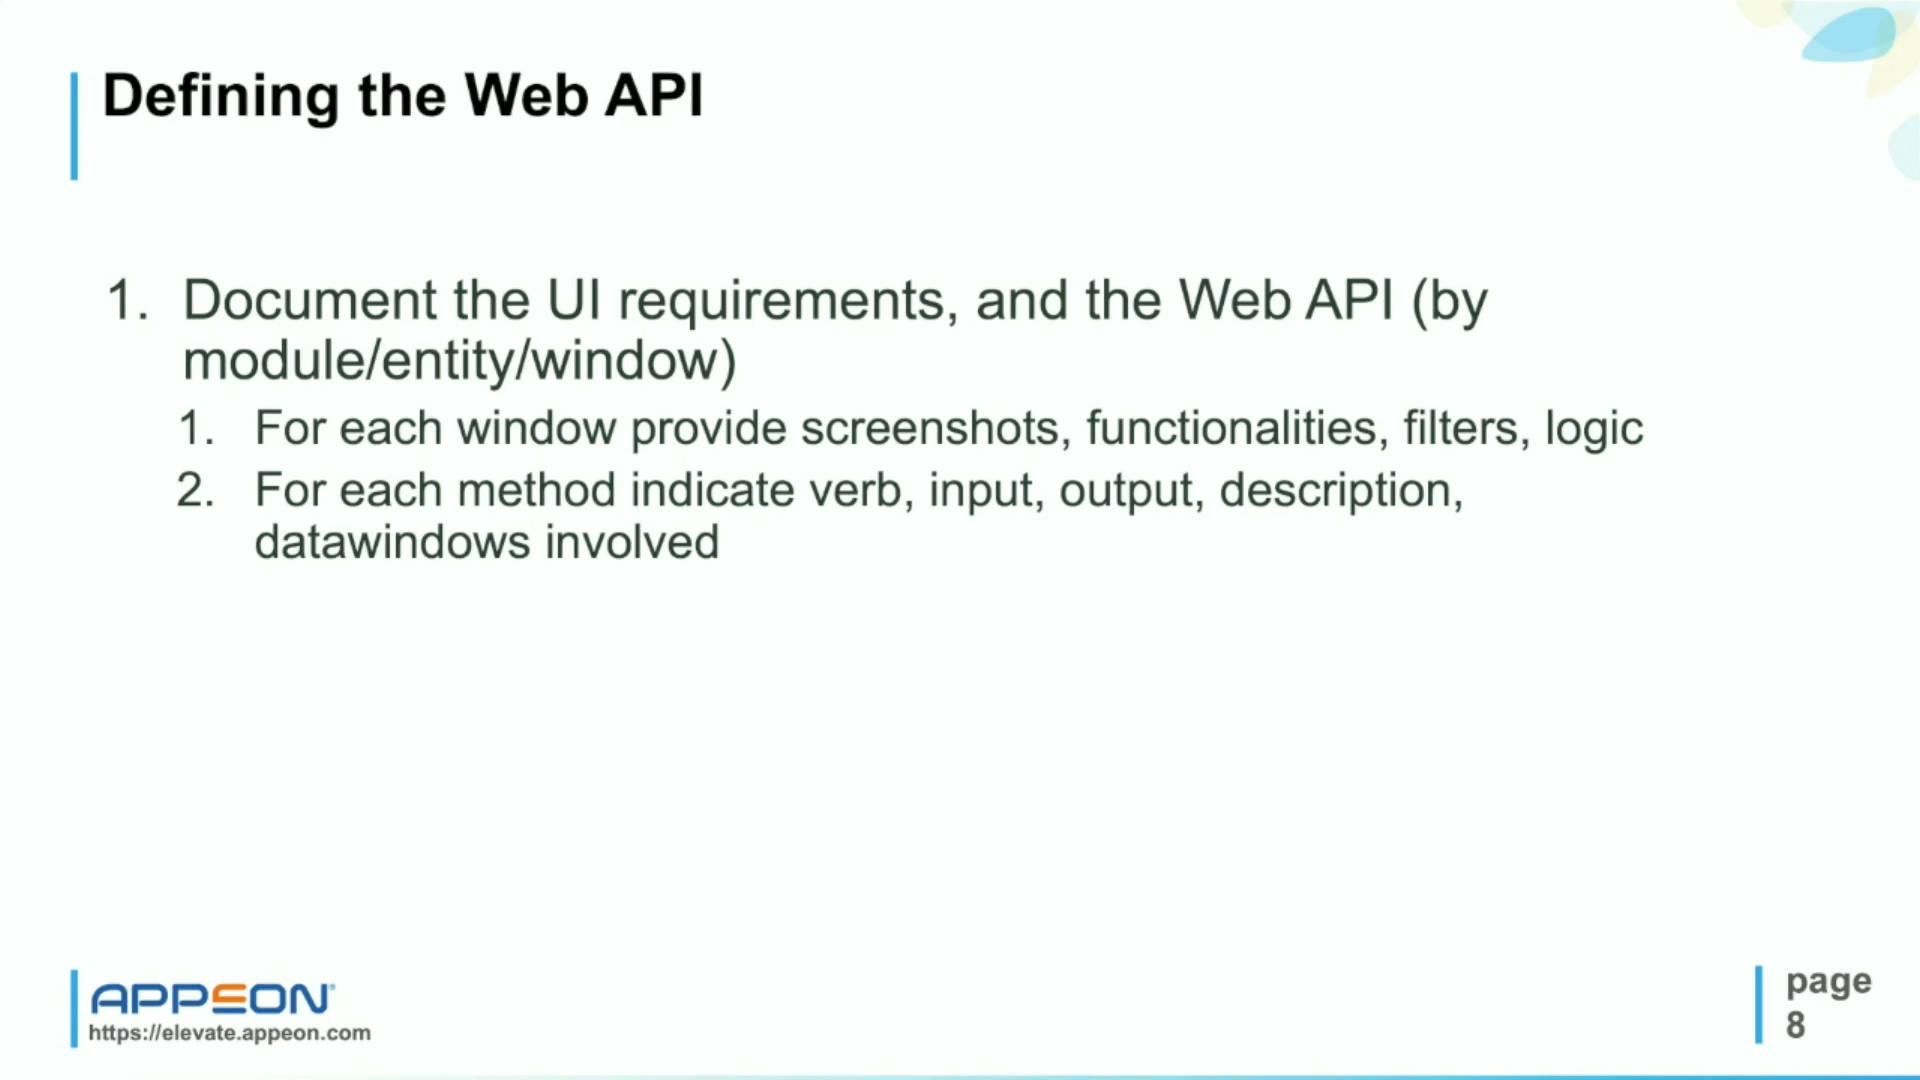 Defining the Web API
1. Document the UI requirements, and the Web API (by
module/entity/window)
1. For each window provide screenshots, functionalities, filters, logic
2. For each method indicate verb, input, output, description,
datawindows involved
APPEON®
https://elevate.appeon.com
page
8